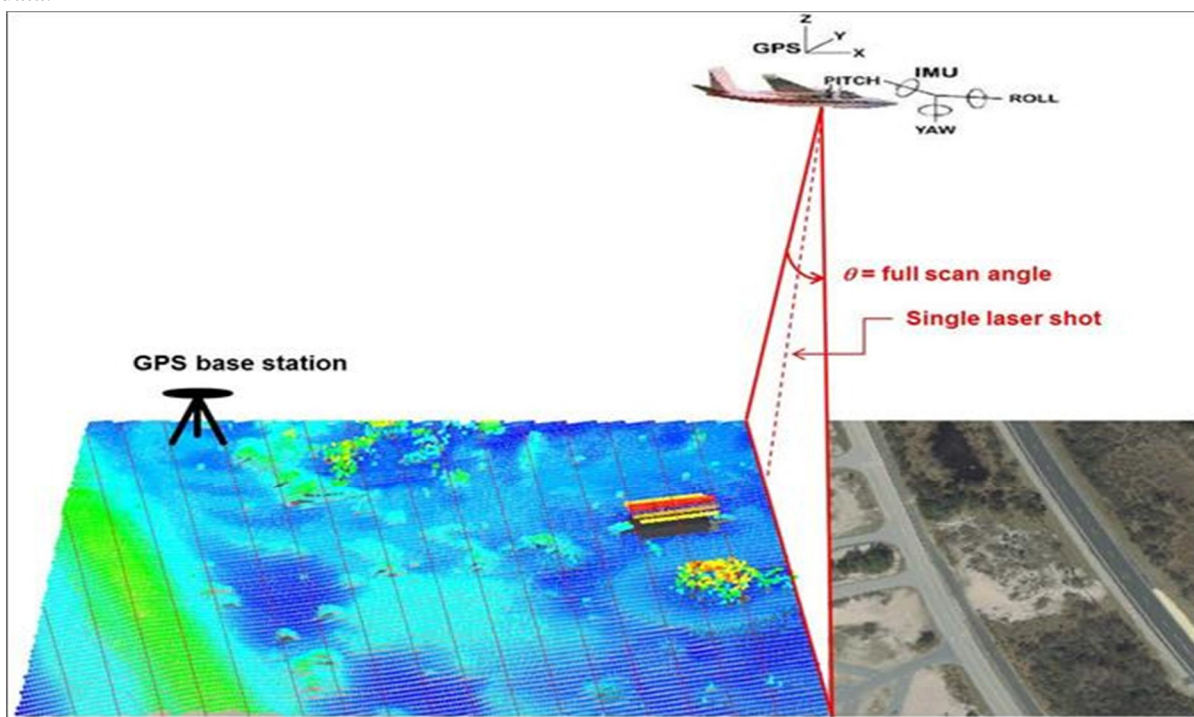 Z
Y
GPS
X
PITCH
IMU
ROLL
YAW
θ = full scan angle
Single laser shot
GPS base station